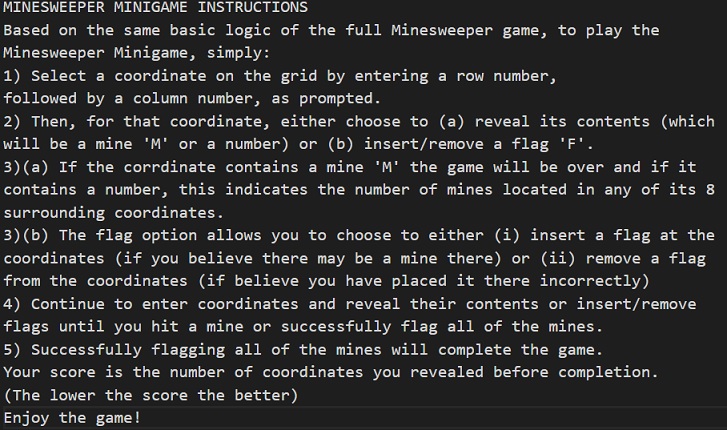 MINESWEEPER MINIGAME INSTRUCTIONS
Based on the same basic logic of the full Minesweeper game, to play the
Minesweeper Minigame, simply:
1) Select a coordinate on the grid by entering a row number,
followed by a column number, as prompted.
2) Then, for that coordinate, either choose to (a) reveal its contents (which
will be a mine 'M' or a number) or (b) insert/remove a flag 'F'.
3)(a) If the corrdinate contains a mine 'M' the game will be over and if it
contains a number, this indicates the number of mines located in any of its 8
surrounding coordinates.
3)(b) The flag option allows you to choose to either (i) insert a flag at the
coordinates (if you believe there may be a mine there) or (ii) remove a flag
from the coordinates (if believe you have placed it there incorrectly)
4) Continue to enter coordinates and reveal their contents or insert/remove
flags until you hit a mine or successfully flag all of the mines.
5) Successfully flagging all of the mines will complete the game.
Your score is the number of coordinates you revealed before completion.
(The lower the score the better)
Enjoy the game!